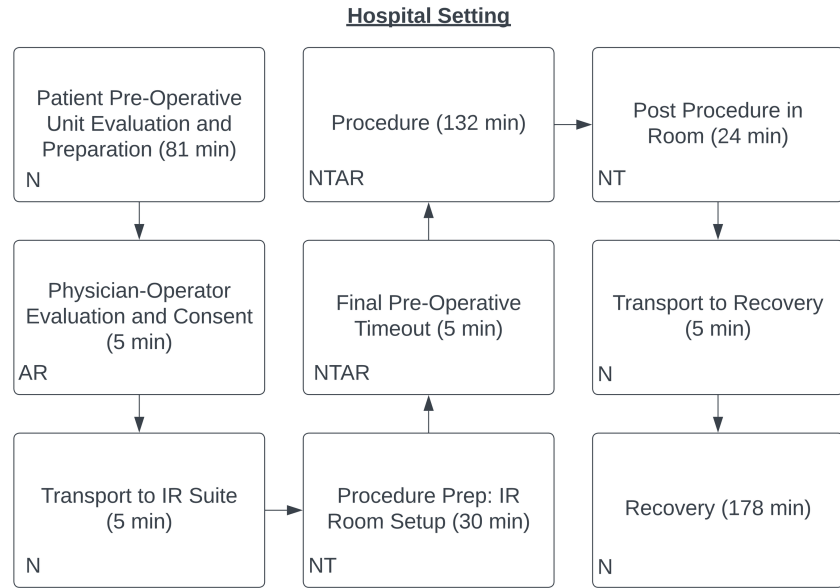 Hospital Setting
Patient Pre-Operative
Unit Evaluation and
Preparation (81 min)
N
Physician-Operator
Evaluation and Consent
(5 min)
AR
Transport to IR Suite
(5 min)
N
Procedure Prep: IR
Room Setup (30 min)
NT
Final Pre-Operative
Timeout (5 min)
NTAR
Procedure (132 min)
NTAR
Post Procedure in
Room (24 min)
NT
Transport to Recovery
(5 min)
N
Recovery (178 min)
N